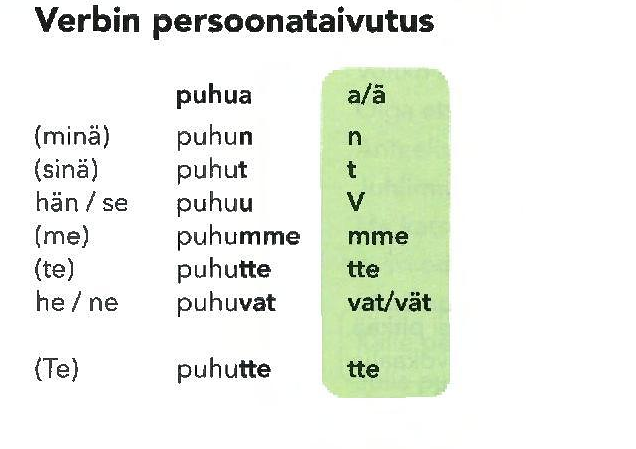 Verbin persoonataivutus
puhua a/ä
(minä) puhun n
(sinä) puhut t
hän / se puhuu V
(me) puhumme mme
(te) puhutte tte
he / ne puhuvat vat/vät
(Te) puhutte tte